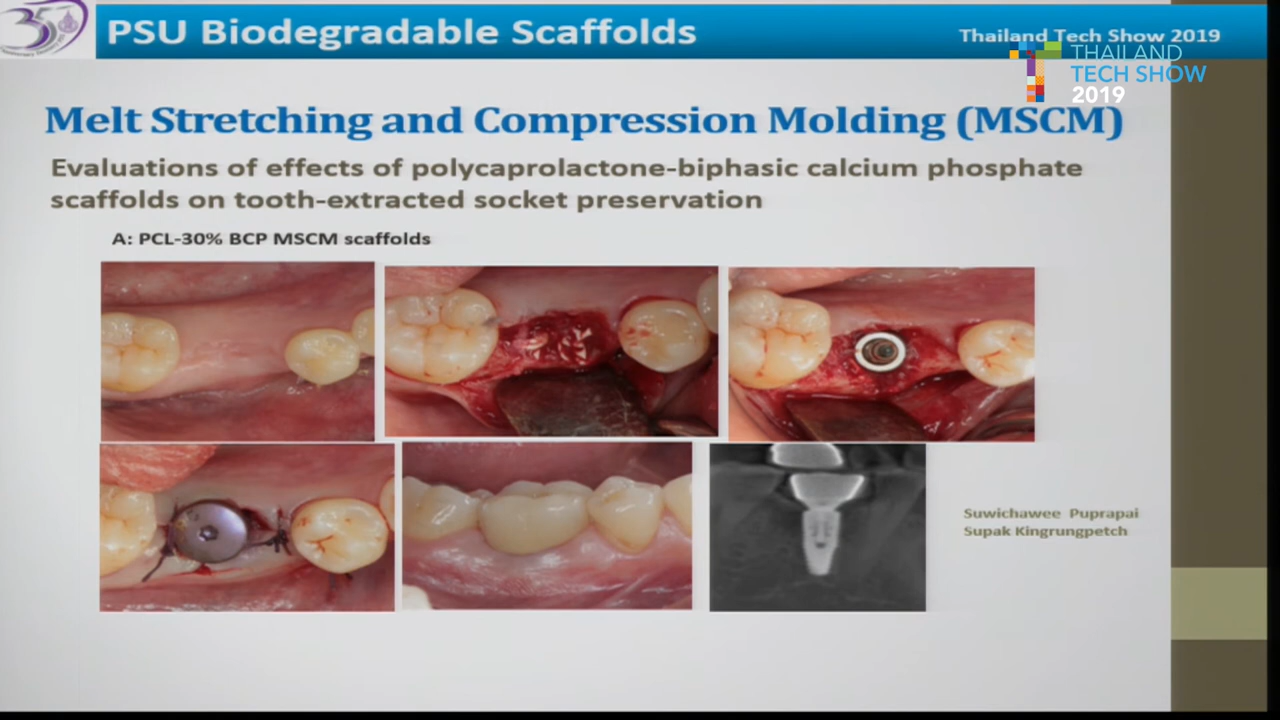 35
PSU Biodegradable Scaffolds
Thailand Tech Show 2019
THAILAND
TECH SHOW
2019
Melt Stretching and Compression Molding (MSCM)
Evaluations of effects of polycaprolactone-biphasic calcium phosphate
scaffolds on tooth-extracted socket preservation
A: PCL-30% BCP MSCM scaffolds
Suwichawee Puprapai
Supak Kingrungpetch